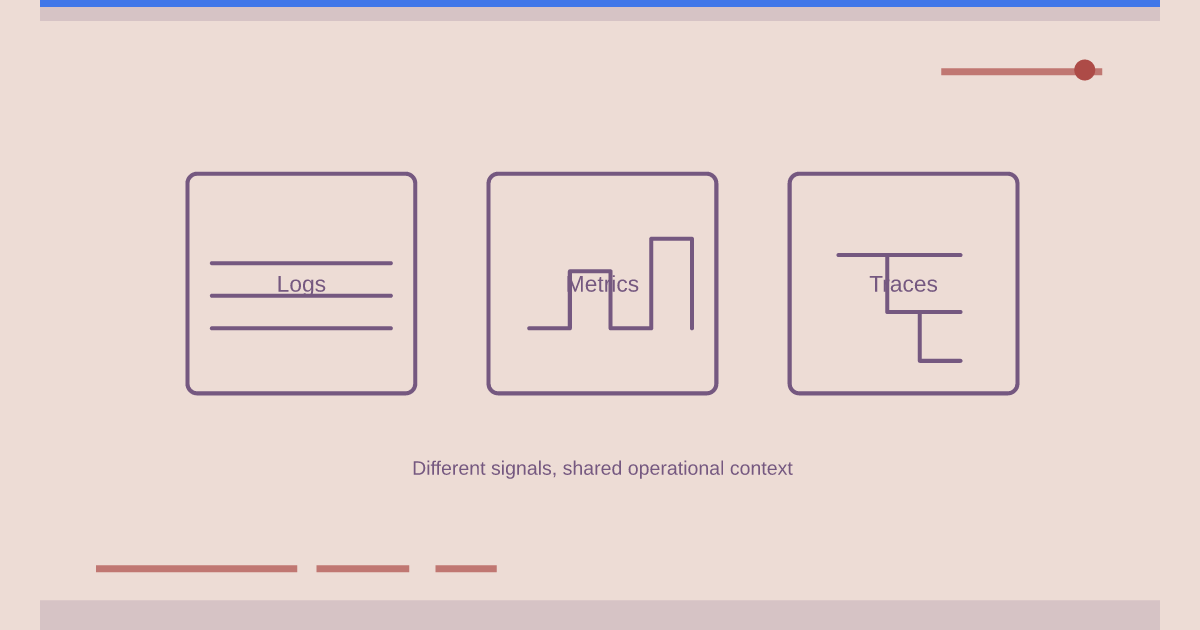 Logs
Metrics
Traces
Different signals, shared operational context